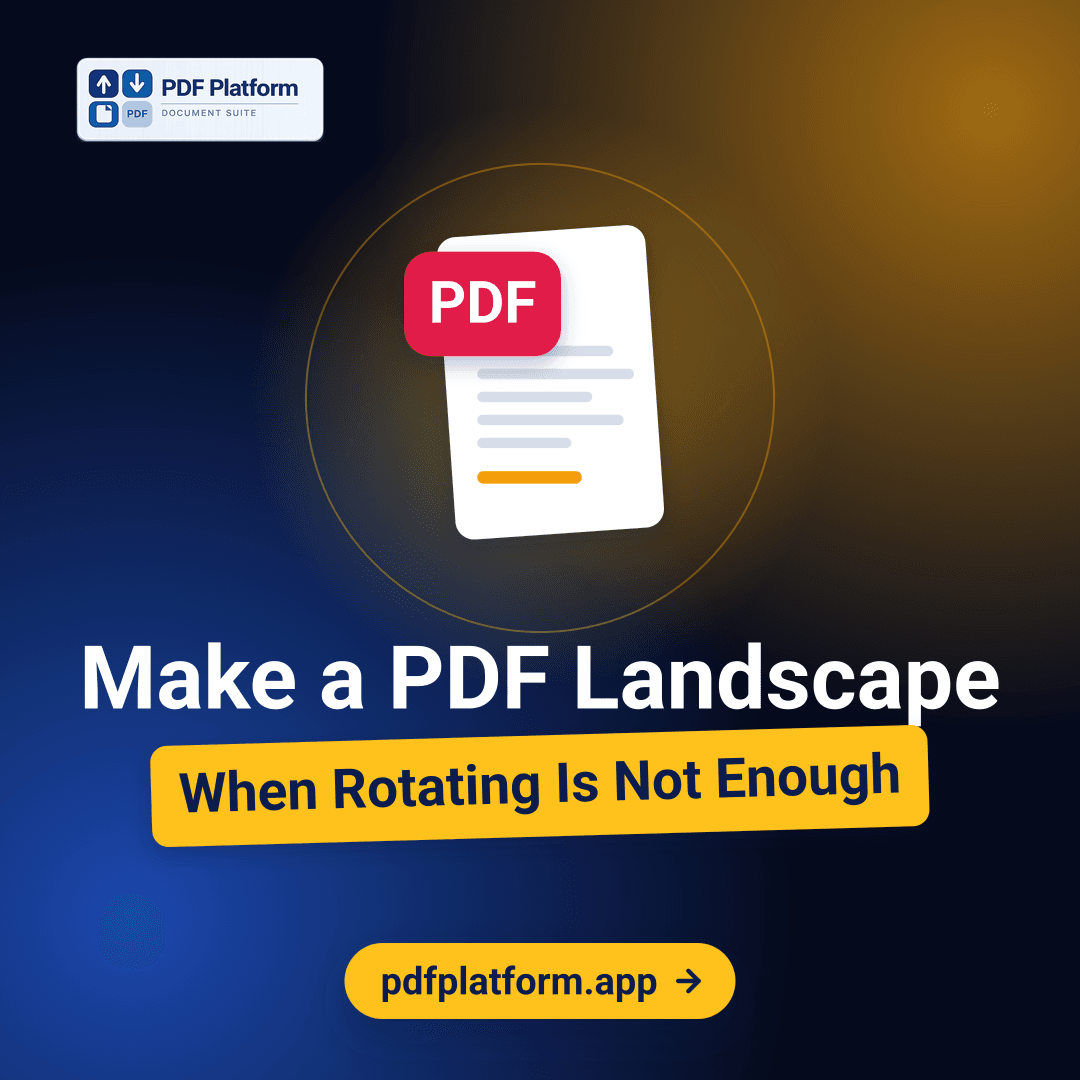 PDF Platform
DOCUMENT SUITE
PDF
PDF
Make a PDF Landscape
When Rotating Is Not Enough
pdfplatform.app →